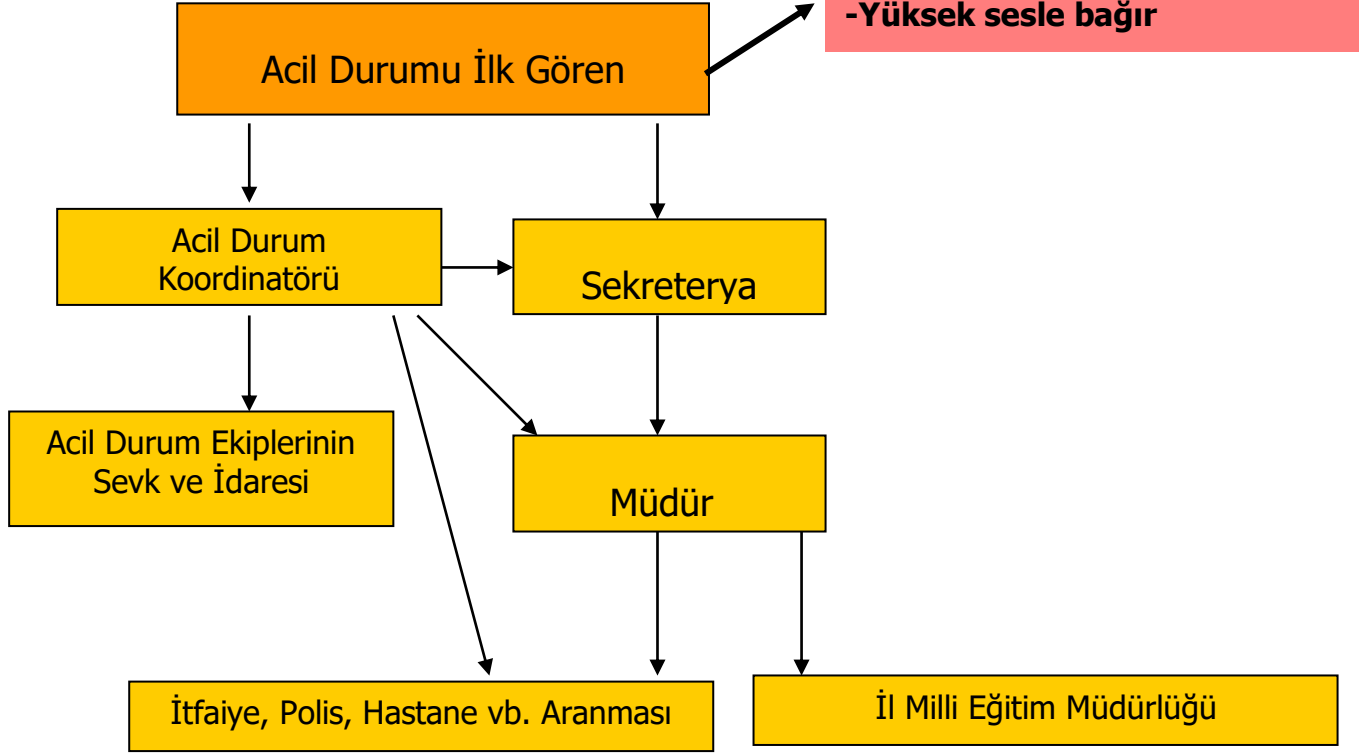 -Yüksek sesle bağır
Acil Durumu İlk Gören
Acil Durum
Koordinatörü
Sekreterya
Acil Durum Ekiplerinin
Sevk ve İdaresi
Müdür
İtfaiye, Polis, Hastane vb. Aranması
İl Milli Eğitim Müdürlüğü